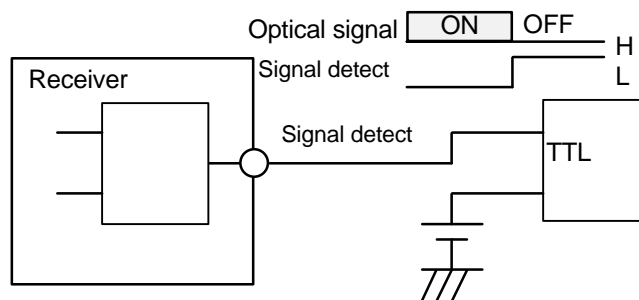 Optical signal ON OFF
Signal detect H
L
Receiver
Signal detect
TTL